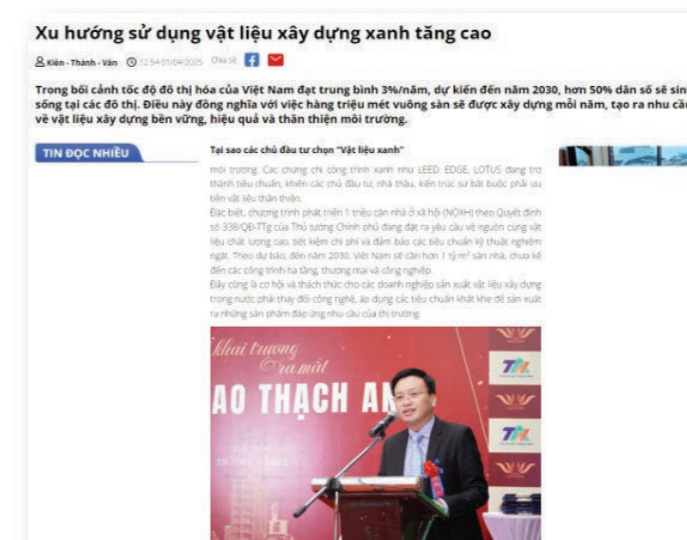 Xu hướng sử dụng vật liệu xây dựng xanh tăng cao
Kiên - Thành - Văn 12:54 01/04/2025 Chia sẻ
Trong bối cảnh tốc độ đô thị hóa của Việt Nam đạt trung bình 3%/năm, dự kiến đến năm 2030, hơn 50% dân số sẽ sinh
sống tại các đô thị. Điều này đồng nghĩa với việc hàng triệu mét vuông sàn sẽ được xây dựng mỗi năm, tạo ra nhu cầu
về vật liệu xây dựng bền vững, hiệu quả và thân thiện môi trường.
TIN ĐỌC NHIỀU
Tại sao các chủ đầu tư chọn "Vật liệu xanh"
môi trường. Các chứng chỉ công trình xanh như LEED, EDGE, LOTUS đang trở
thành tiêu chuẩn, khiến các chủ đầu tư, nhà thầu, kiến trúc sư bắt buộc phải ưu
tiên vật liệu thân thiện.
Đặc biệt, chương trình phát triển 1 triệu căn nhà ở xã hội (NOXH) theo Quyết định
số 338/QĐ-TTg của Thủ tướng Chính phủ đang đặt ra yêu cầu về nguồn cung vật
liệu chất lượng cao, tiết kiệm chi phí và đảm bảo các tiêu chuẩn kỹ thuật nghiêm
ngặt. Theo dự báo, đến năm 2030, Việt Nam sẽ cần hơn 1 tỷ m² sàn nhà, chưa kể
đến các công trình hạ tầng, thương mại và công nghiệp.
Đây cũng là cơ hội và thách thức cho các doanh nghiệp sản xuất vật liệu xây dựng
trong nước phải thay đổi công nghệ, áp dụng các tiêu chuẩn khắt khe để sản xuất
ra những sản phẩm đáp ứng nhu cầu của thị trường.
khai trương
ra mắt
AO THẠCH AN